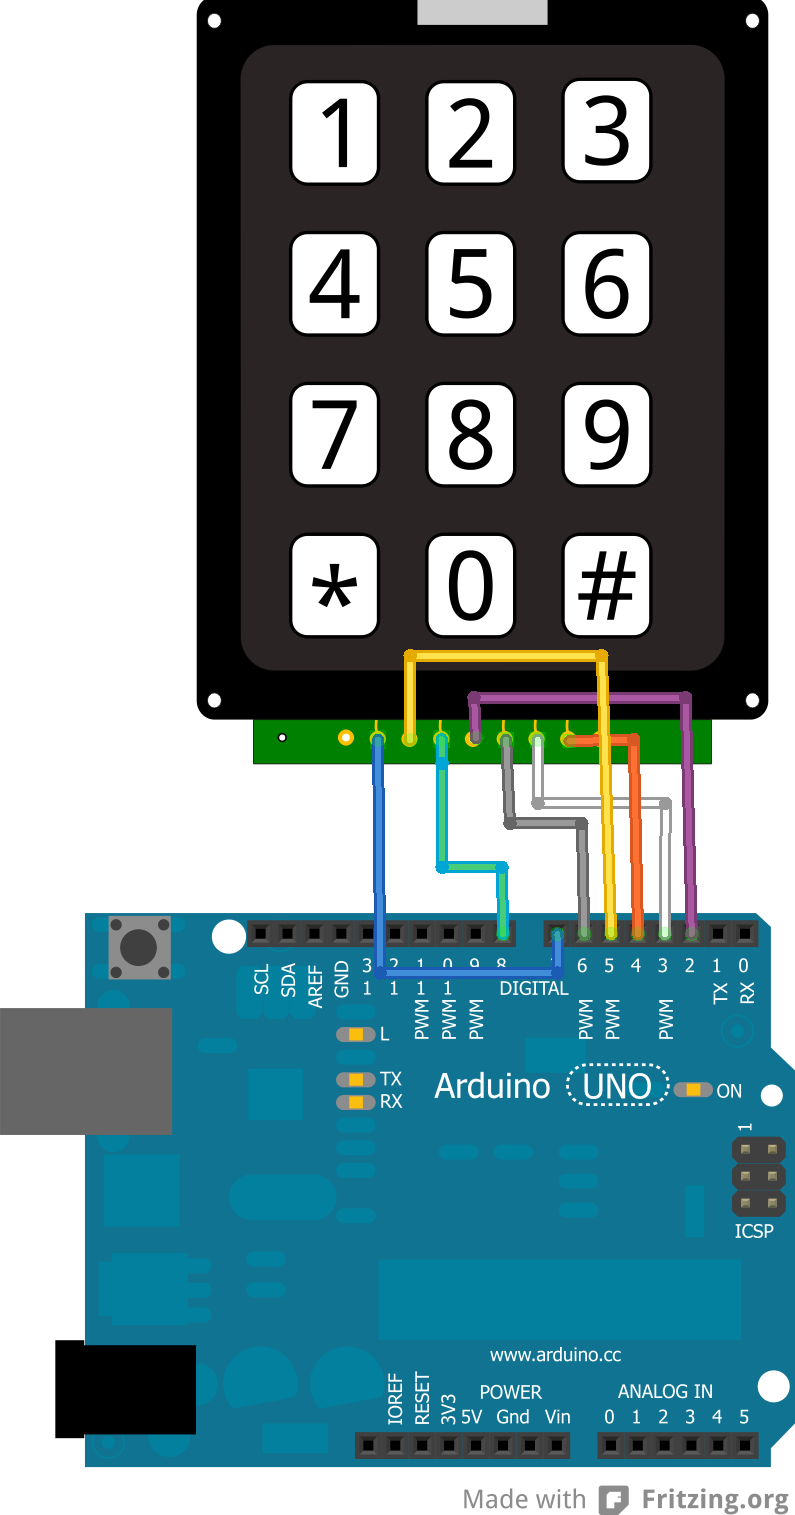 1 2 3
4 5 6
7 8 9
* 0 #
SCL SDA AREF GND 13 12 11 10 9 8 6 5 4 3 2 1 0
PWM PWM PWM DIGITAL PWM PWM PWM TX RX
L
TX
RX
Arduino UNO ON
1
ICSP
www.arduino.cc
POWER ANALOG IN
IOREF RESET 3V3 5V Gnd Vin 0 1 2 3 4 5
Made with Fritzing.org